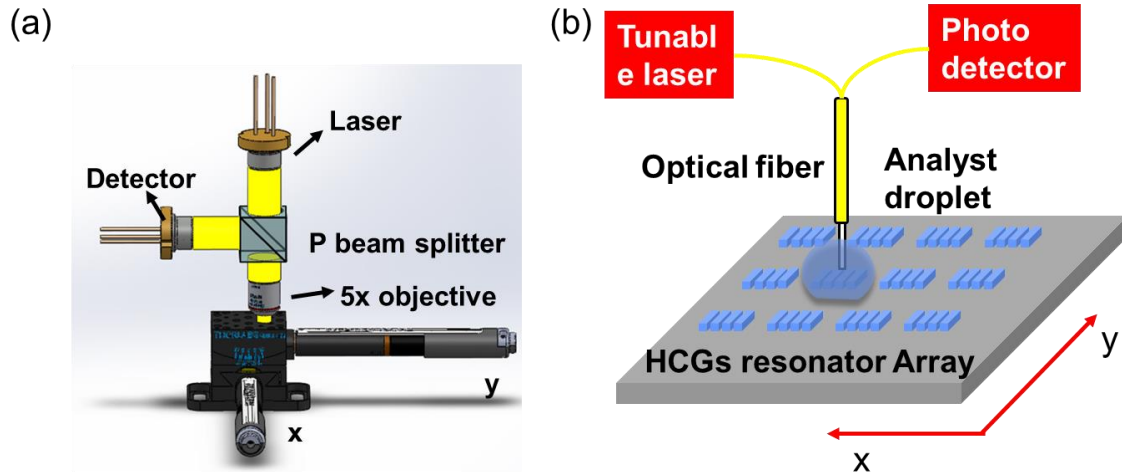 (a)
Laser
Detector
P beam splitter
5x objective
y
x
(b)
Tunabl
e laser
Photo
detector
Optical fiber
Analyst
droplet
HCGs resonator Array
y
x